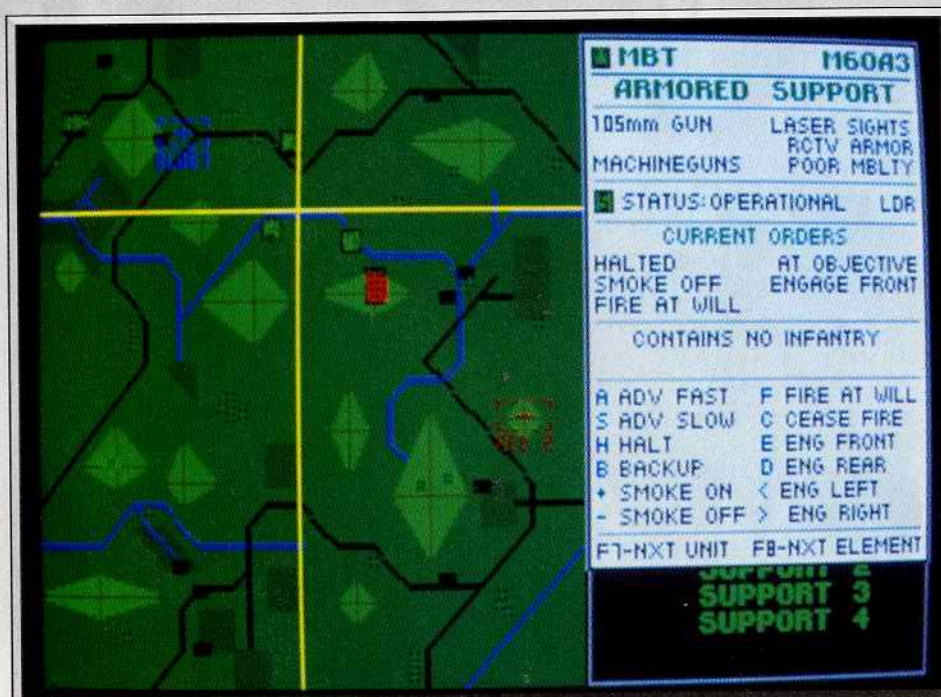 MBT M60A3
ARMORED SUPPORT
105mm GUN LASER SIGHTS
RCTV ARMOR
MACHINEGUNS POOR MBLTY
STATUS:OPERATIONAL LDR
CURRENT ORDERS
HALTED AT OBJECTIVE
SMOKE OFF ENGAGE FRONT
FIRE AT WILL
CONTAINS NO INFANTRY
A ADV FAST F FIRE AT WILL
S ADV SLOW C CEASE FIRE
H HALT E ENG FRONT
B BACKUP D ENG REAR
+ SMOKE ON < ENG LEFT
- SMOKE OFF > ENG RIGHT
F7-NXT UNIT F8-NXT ELEMENT
SUPPORT 2
SUPPORT 3
SUPPORT 4